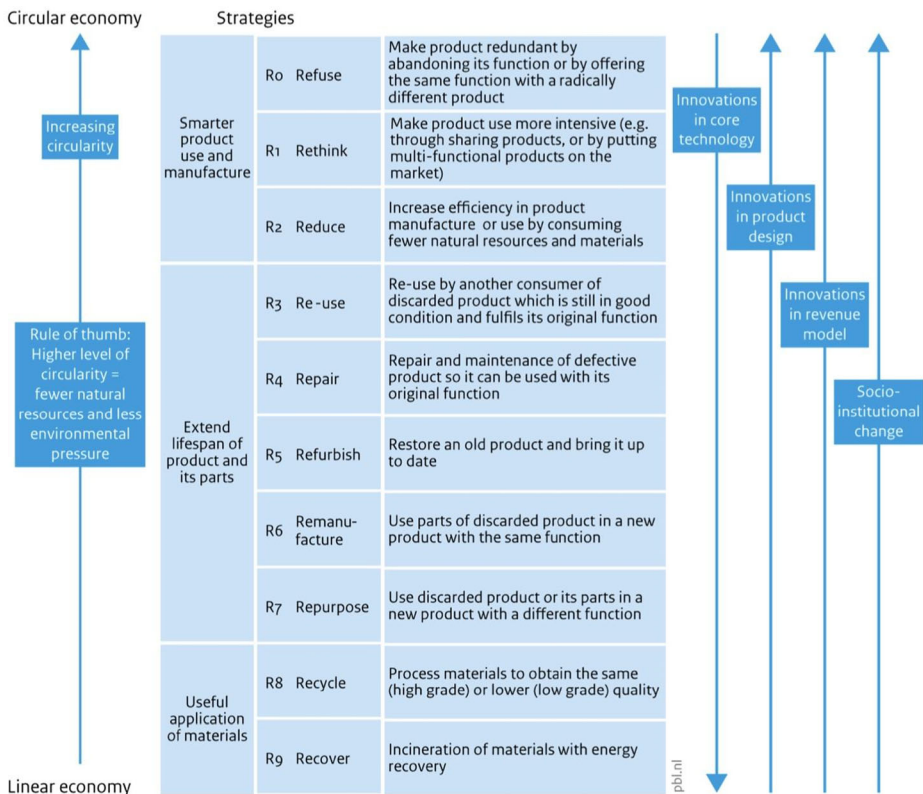 Circular economy
Strategies
Increasing
circularity
Rule of thumb:
Higher level of
circularity =
fewer natural
resources and less
environmental
pressure
Linear economy
Smarter
product
use and
manufacture
R0 Refuse
Make product redundant by
abandoning its function or by offering
the same function with a radically
different product
R1 Rethink
Make product use more intensive (e.g.
through sharing products, or by putting
multi-functional products on the
market)
R2 Reduce
Increase efficiency in product
manufacture or use by consuming
fewer natural resources and materials
Extend
lifespan of
product and
its parts
R3 Re-use
Re-use by another consumer of
discarded product which is still in good
condition and fulfils its original function
R4 Repair
Repair and maintenance of defective
product so it can be used with its
original function
R5 Refurbish
Restore an old product and bring it up
to date
R6 Remanu-
facture
Use parts of discarded product in a new
product with the same function
R7 Repurpose
Use discarded product or its parts in a
new product with a different function
Useful
application
of materials
R8 Recycle
Process materials to obtain the same
(high grade) or lower (low grade) quality
R9 Recover
Incineration of materials with energy
recovery
pbl.nl
Innovations
in core
technology
Innovations
in product
design
Innovations
in revenue
model
Socio-
institutional
change